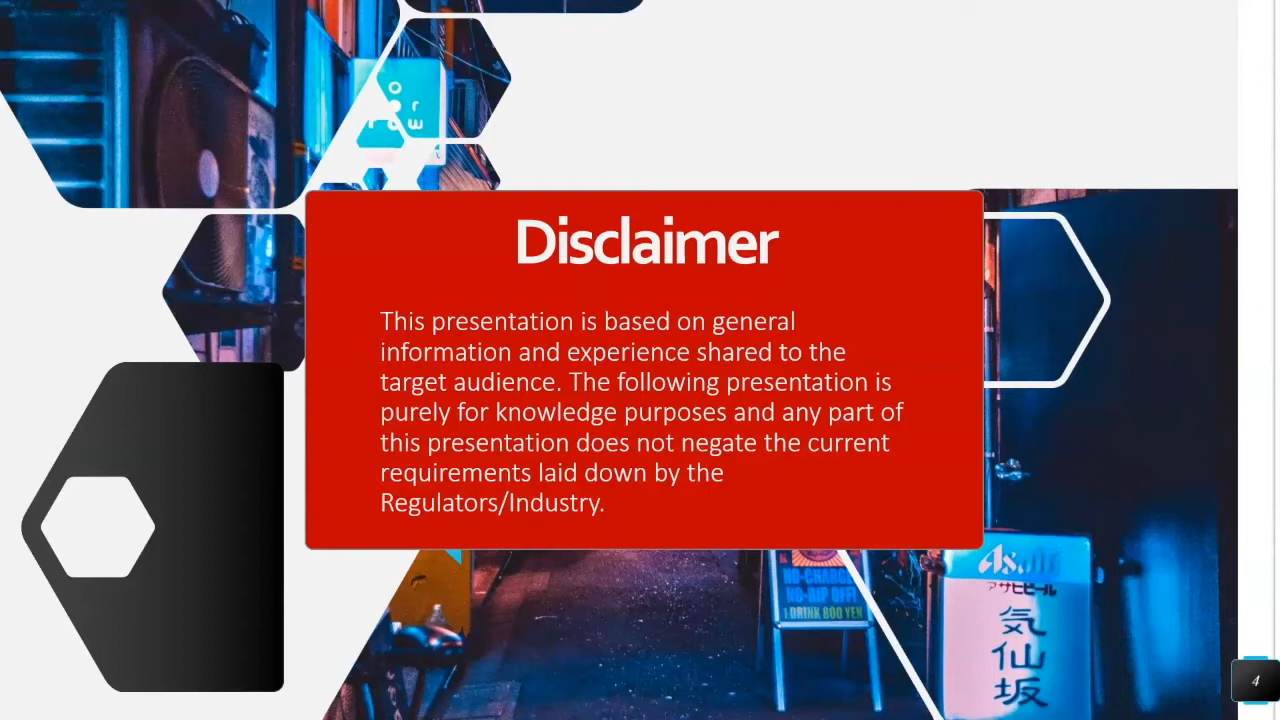 Disclaimer
This presentation is based on general
information and experience shared to the
target audience. The following presentation is
purely for knowledge purposes and any part of
this presentation does not negate the current
requirements laid down by the
Regulators/Industry.
NO-CHARGE
NO-RIP OFF!
1 DRINK 800 YEN
Asahi
アサヒビール
気
仙
坂
4